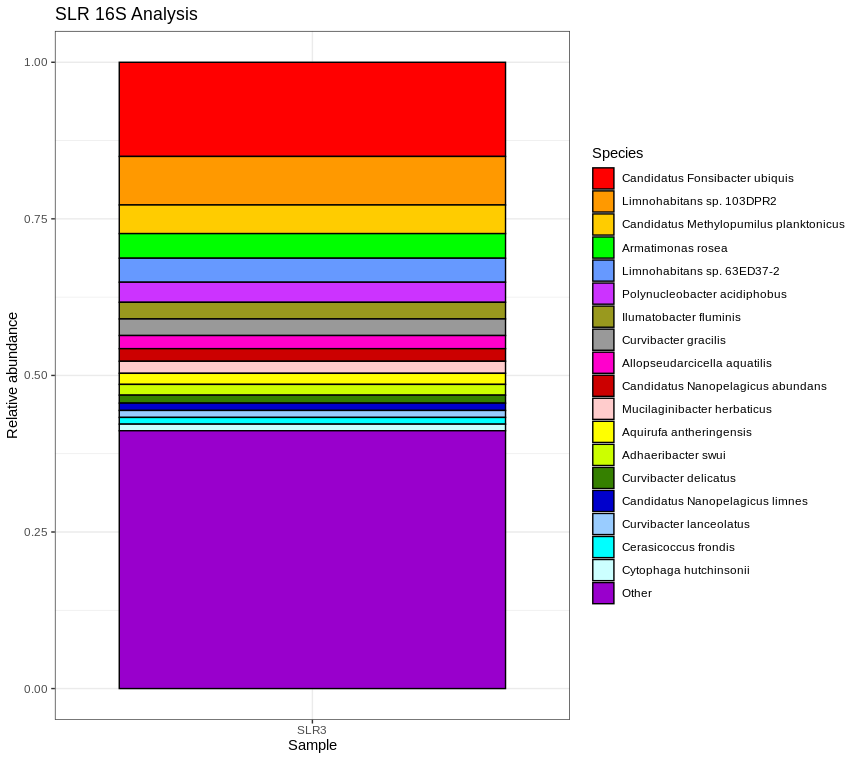 SLR 16S Analysis
1.00
0.75
0.50
0.25
0.00
Relative abundance
SLR3
Sample
Species
Candidatus Fonsibacter ubiquis
Limnohabitans sp. 103DPR2
Candidatus Methylopumilus planktonicus
Armatimonas rosea
Limnohabitans sp. 63ED37-2
Polynucleobacter acidiphobus
Ilumatobacter fluminis
Curvibacter gracilis
Allopseudarcicella aquatilis
Candidatus Nanopelagicus abundans
Mucilaginibacter herbaticus
Aquirufa antheringensis
Adhaeribacter swui
Curvibacter delicatus
Candidatus Nanopelagicus limnes
Curvibacter lanceolatus
Cerasicoccus frondis
Cytophaga hutchinsonii
Other